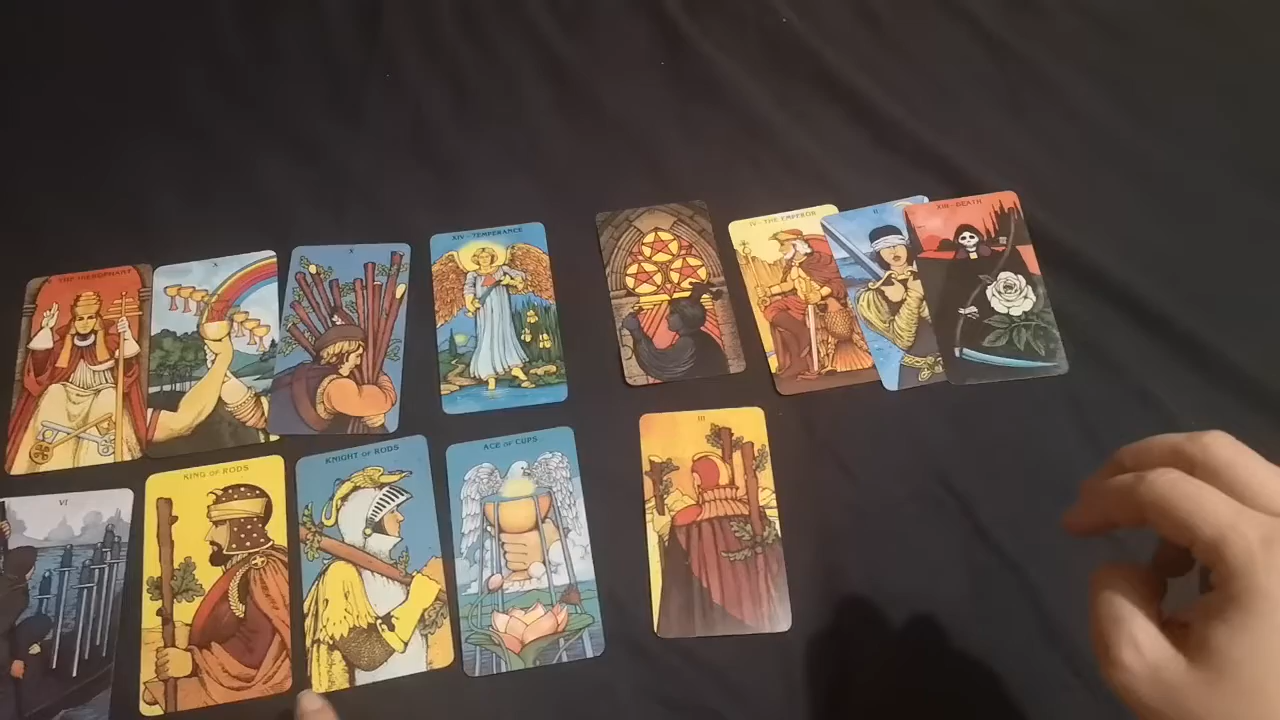 V - THE HIEROPHANT
X
X
XIV - TEMPERANCE
IV - THE EMPEROR
II
XIII - DEATH
VI
KING OF RODS
KNIGHT OF RODS
ACE OF CUPS
III